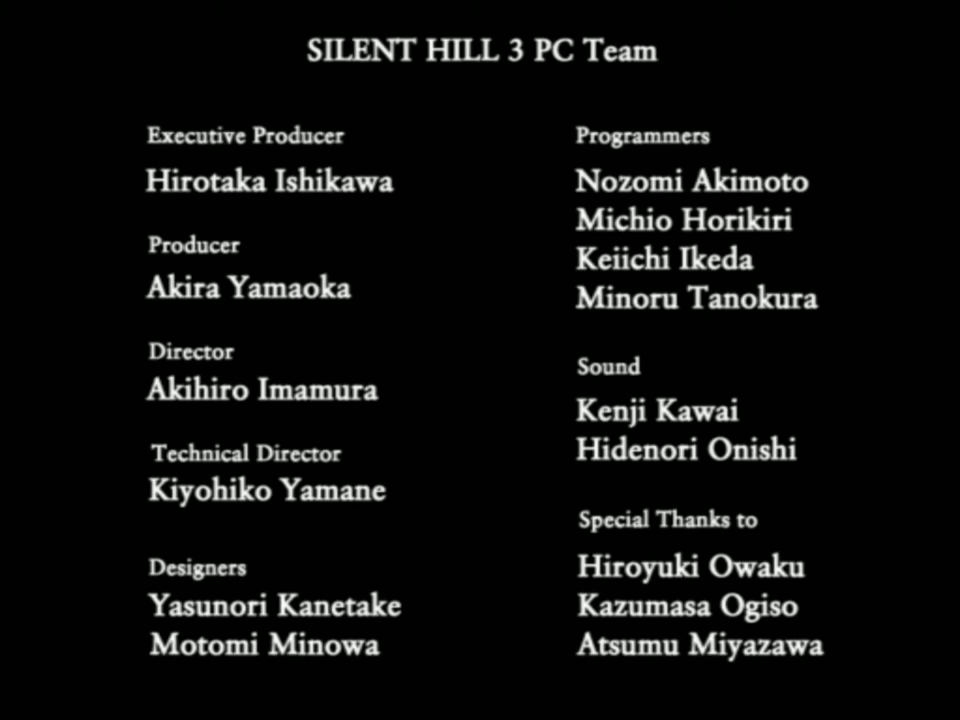 SILENT HILL 3 PC Team
Executive Producer
Hirotaka Ishikawa
Producer
Akira Yamaoka
Director
Akihiro Imamura
Technical Director
Kiyohiko Yamane
Designers
Yasunori Kanetake
Motomi Minowa
Programmers
Nozomi Akimoto
Michio Horikiri
Keiichi Ikeda
Minoru Tanokura
Sound
Kenji Kawai
Hidenori Onishi
Special Thanks to
Hiroyuki Owaku
Kazumasa Ogiso
Atsumu Miyazawa